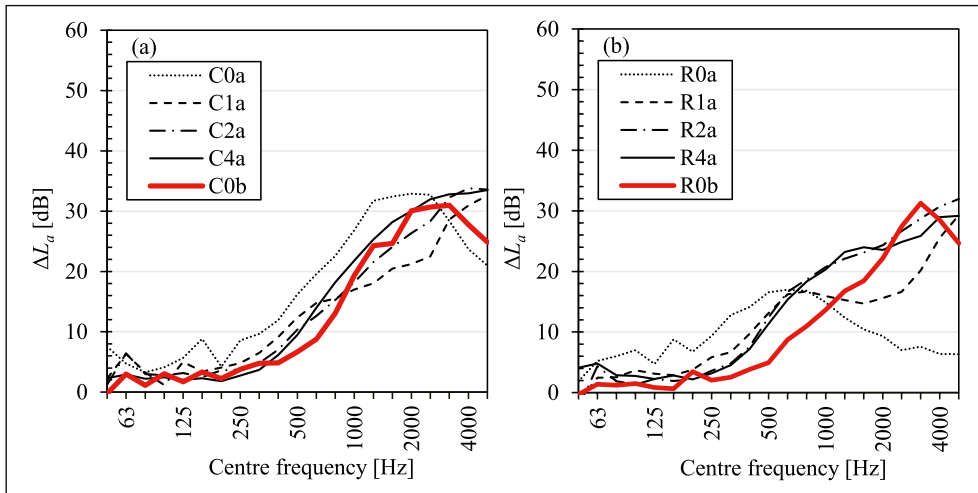 (a)
C0a
C1a
C2a
C4a
C0b
60
50
40
30
20
10
0
ΔLₐ [dB]
63
125
250
500
1000
2000
4000
Centre frequency [Hz]
(b)
R0a
R1a
R2a
R4a
R0b
60
50
40
30
20
10
0
ΔLₐ [dB]
63
125
250
500
1000
2000
4000
Centre frequency [Hz]